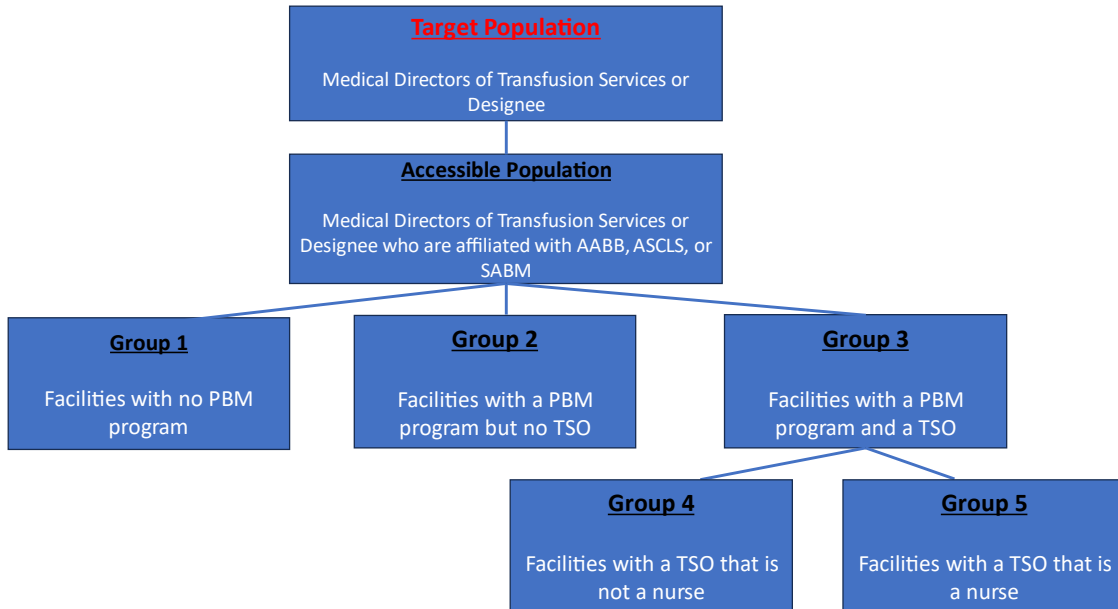 Target Population
Medical Directors of Transfusion Services or
Designee
Accessible Population
Medical Directors of Transfusion Services or
Designee who are affiliated with AABB, ASCLS, or
SABM
Group 1
Facilities with no PBM
program
Group 2
Facilities with a PBM
program but no TSO
Group 3
Facilities with a PBM
program and a TSO
Group 4
Facilities with a TSO that is
not a nurse
Group 5
Facilities with a TSO that is
a nurse